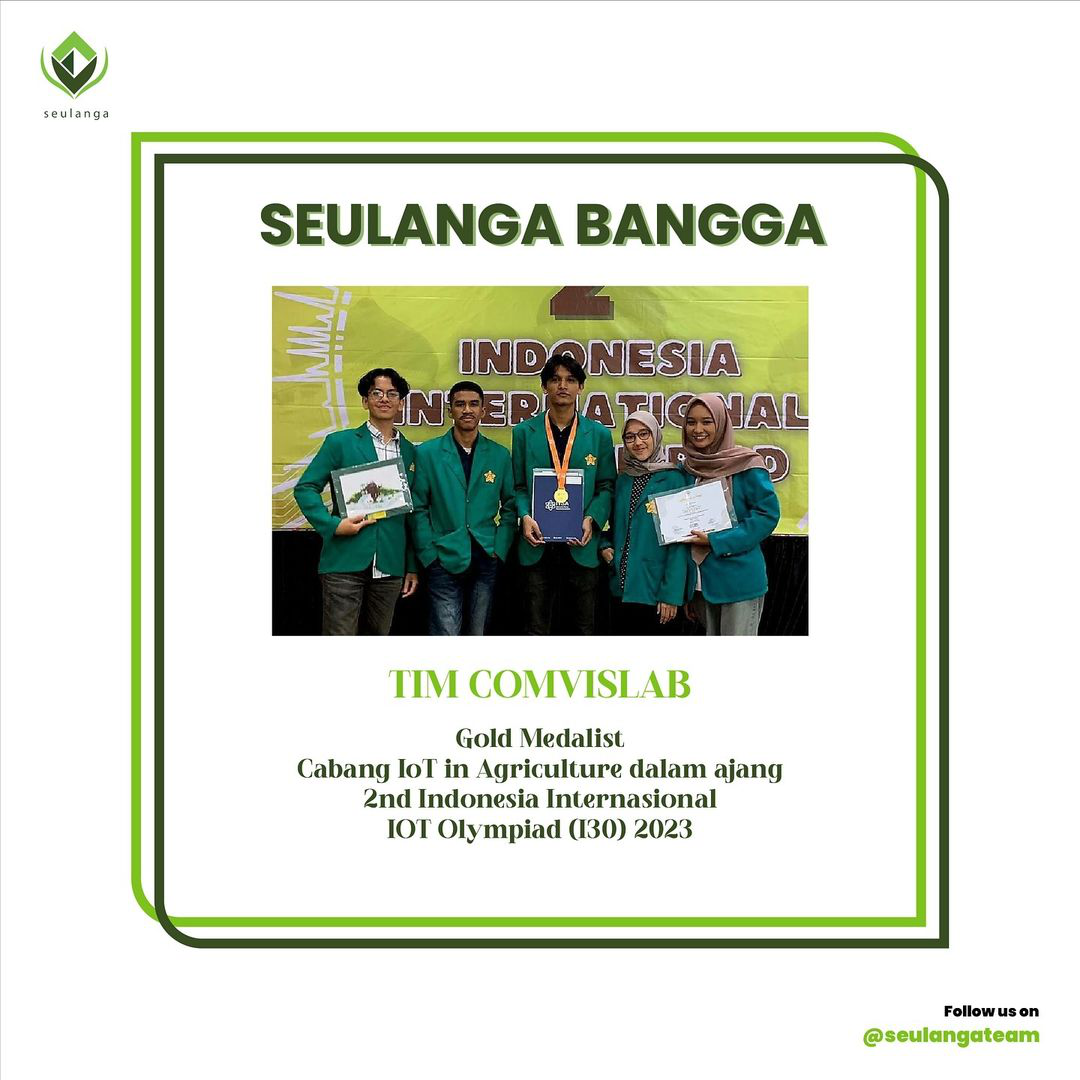 seulanga
SEULANGA BANGGA
2
INDONESIA
INTERNATIONAL
TIM COMVISLAB
Gold Medalist
Cabang IoT in Agriculture dalam ajang
2nd Indonesia Internasional
IOT Olympiad (I3O) 2023
Follow us on
@seulangateam